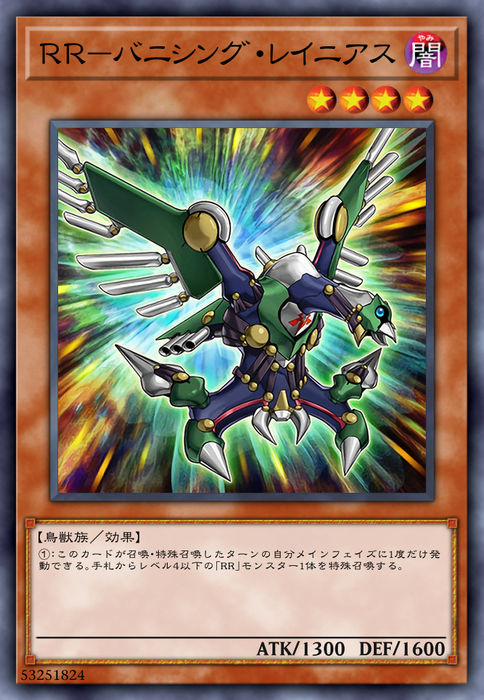 RR－バニシング・レイニアス
やみ
闇
【鳥獣族／効果】
①：このカードが召喚・特殊召喚したターンの自分メインフェイズに1度だけ発
動できる。手札からレベル4以下の「RR」モンスター1体を特殊召喚する。
ATK/1300 DEF/1600
53251824